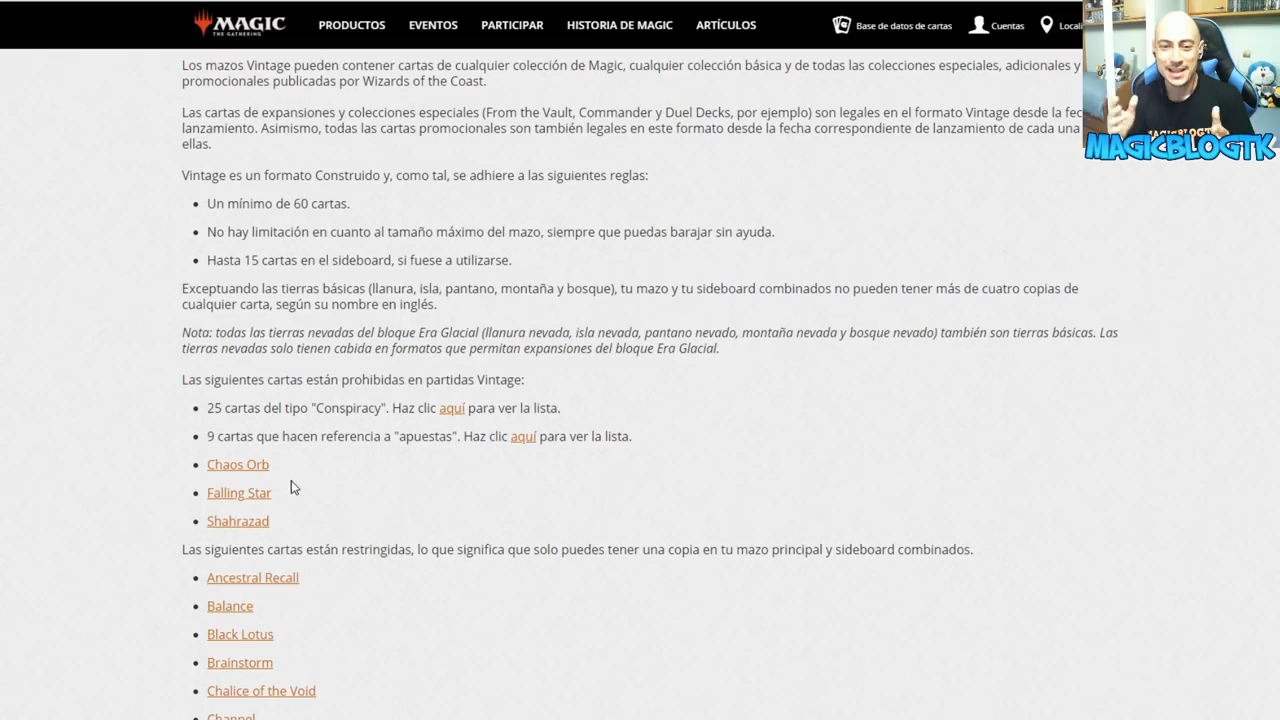 MAGIC
THE GATHERING
PRODUCTOS
EVENTOS
PARTICIPAR
HISTORIA DE MAGIC
ARTÍCULOS
Base de datos de cartas
Cuentas
Locali
Los mazos Vintage pueden contener cartas de cualquier colección de Magic, cualquier colección básica y de todas las colecciones especiales, adicionales y
promocionales publicadas por Wizards of the Coast.
Las cartas de expansiones y colecciones especiales (From the Vault, Commander y Duel Decks, por ejemplo) son legales en el formato Vintage desde la fec
lanzamiento. Asimismo, todas las cartas promocionales son también legales en este formato desde la fecha correspondiente de lanzamiento de cada una
ellas.
Vintage es un formato Construido y, como tal, se adhiere a las siguientes reglas:
• Un mínimo de 60 cartas.
• No hay limitación en cuanto al tamaño máximo del mazo, siempre que puedas barajar sin ayuda.
• Hasta 15 cartas en el sideboard, si fuese a utilizarse.
Exceptuando las tierras básicas (llanura, isla, pantano, montaña y bosque), tu mazo y tu sideboard combinados no pueden tener más de cuatro copias de
cualquier carta, según su nombre en inglés.
Nota: todas las tierras nevadas del bloque Era Glacial (llanura nevada, isla nevada, pantano nevado, montaña nevada y bosque nevado) también son tierras básicas. Las
tierras nevadas solo tienen cabida en formatos que permitan expansiones del bloque Era Glacial.
Las siguientes cartas están prohibidas en partidas Vintage:
• 25 cartas del tipo "Conspiracy". Haz clic aquí para ver la lista.
• 9 cartas que hacen referencia a "apuestas". Haz clic aquí para ver la lista.
• Chaos Orb
• Falling Star
• Shahrazad
Las siguientes cartas están restringidas, lo que significa que solo puedes tener una copia en tu mazo principal y sideboard combinados.
• Ancestral Recall
• Balance
• Black Lotus
• Brainstorm
• Chalice of the Void
• Channel
MAGICBLOGTK